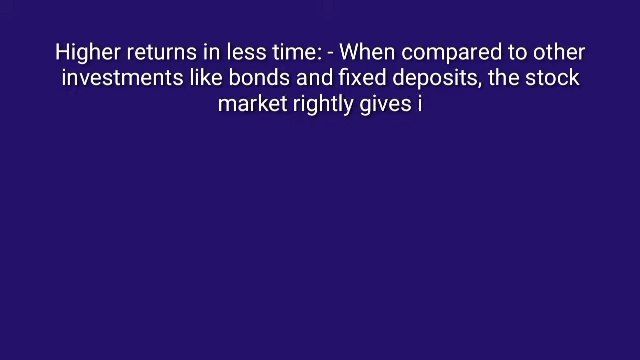 Higher returns in less time: - When compared to other
investments like bonds and fixed deposits, the stock
market rightly gives i